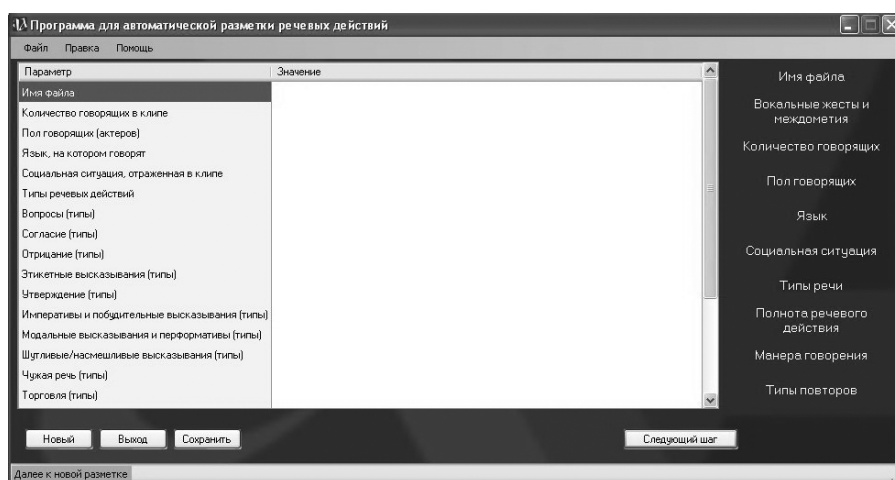 Программа для автоматической разметки речевых действий
Файл Правка Помощь
Параметр Значение
Имя файла
Количество говорящих в клипе
Пол говорящих (актеров)
Язык, на котором говорят
Социальная ситуация, отраженная в клипе
Типы речевых действий
Вопросы (типы)
Согласие (типы)
Отрицание (типы)
Этикетные высказывания (типы)
Утверждение (типы)
Императивы и побудительные высказывания (типы)
Модальные высказывания и перформативы (типы)
Шутливые/насмешливые высказывания (типы)
Чужая речь (типы)
Торговля (типы)
Имя файла
Вокальные жесты и
междометия
Количество говорящих
Пол говорящих
Язык
Социальная ситуация
Типы речи
Полнота речевого
действия
Манера говорения
Типы повторов
Новый Выход Сохранить Следующий шаг
Далее к новой разметке